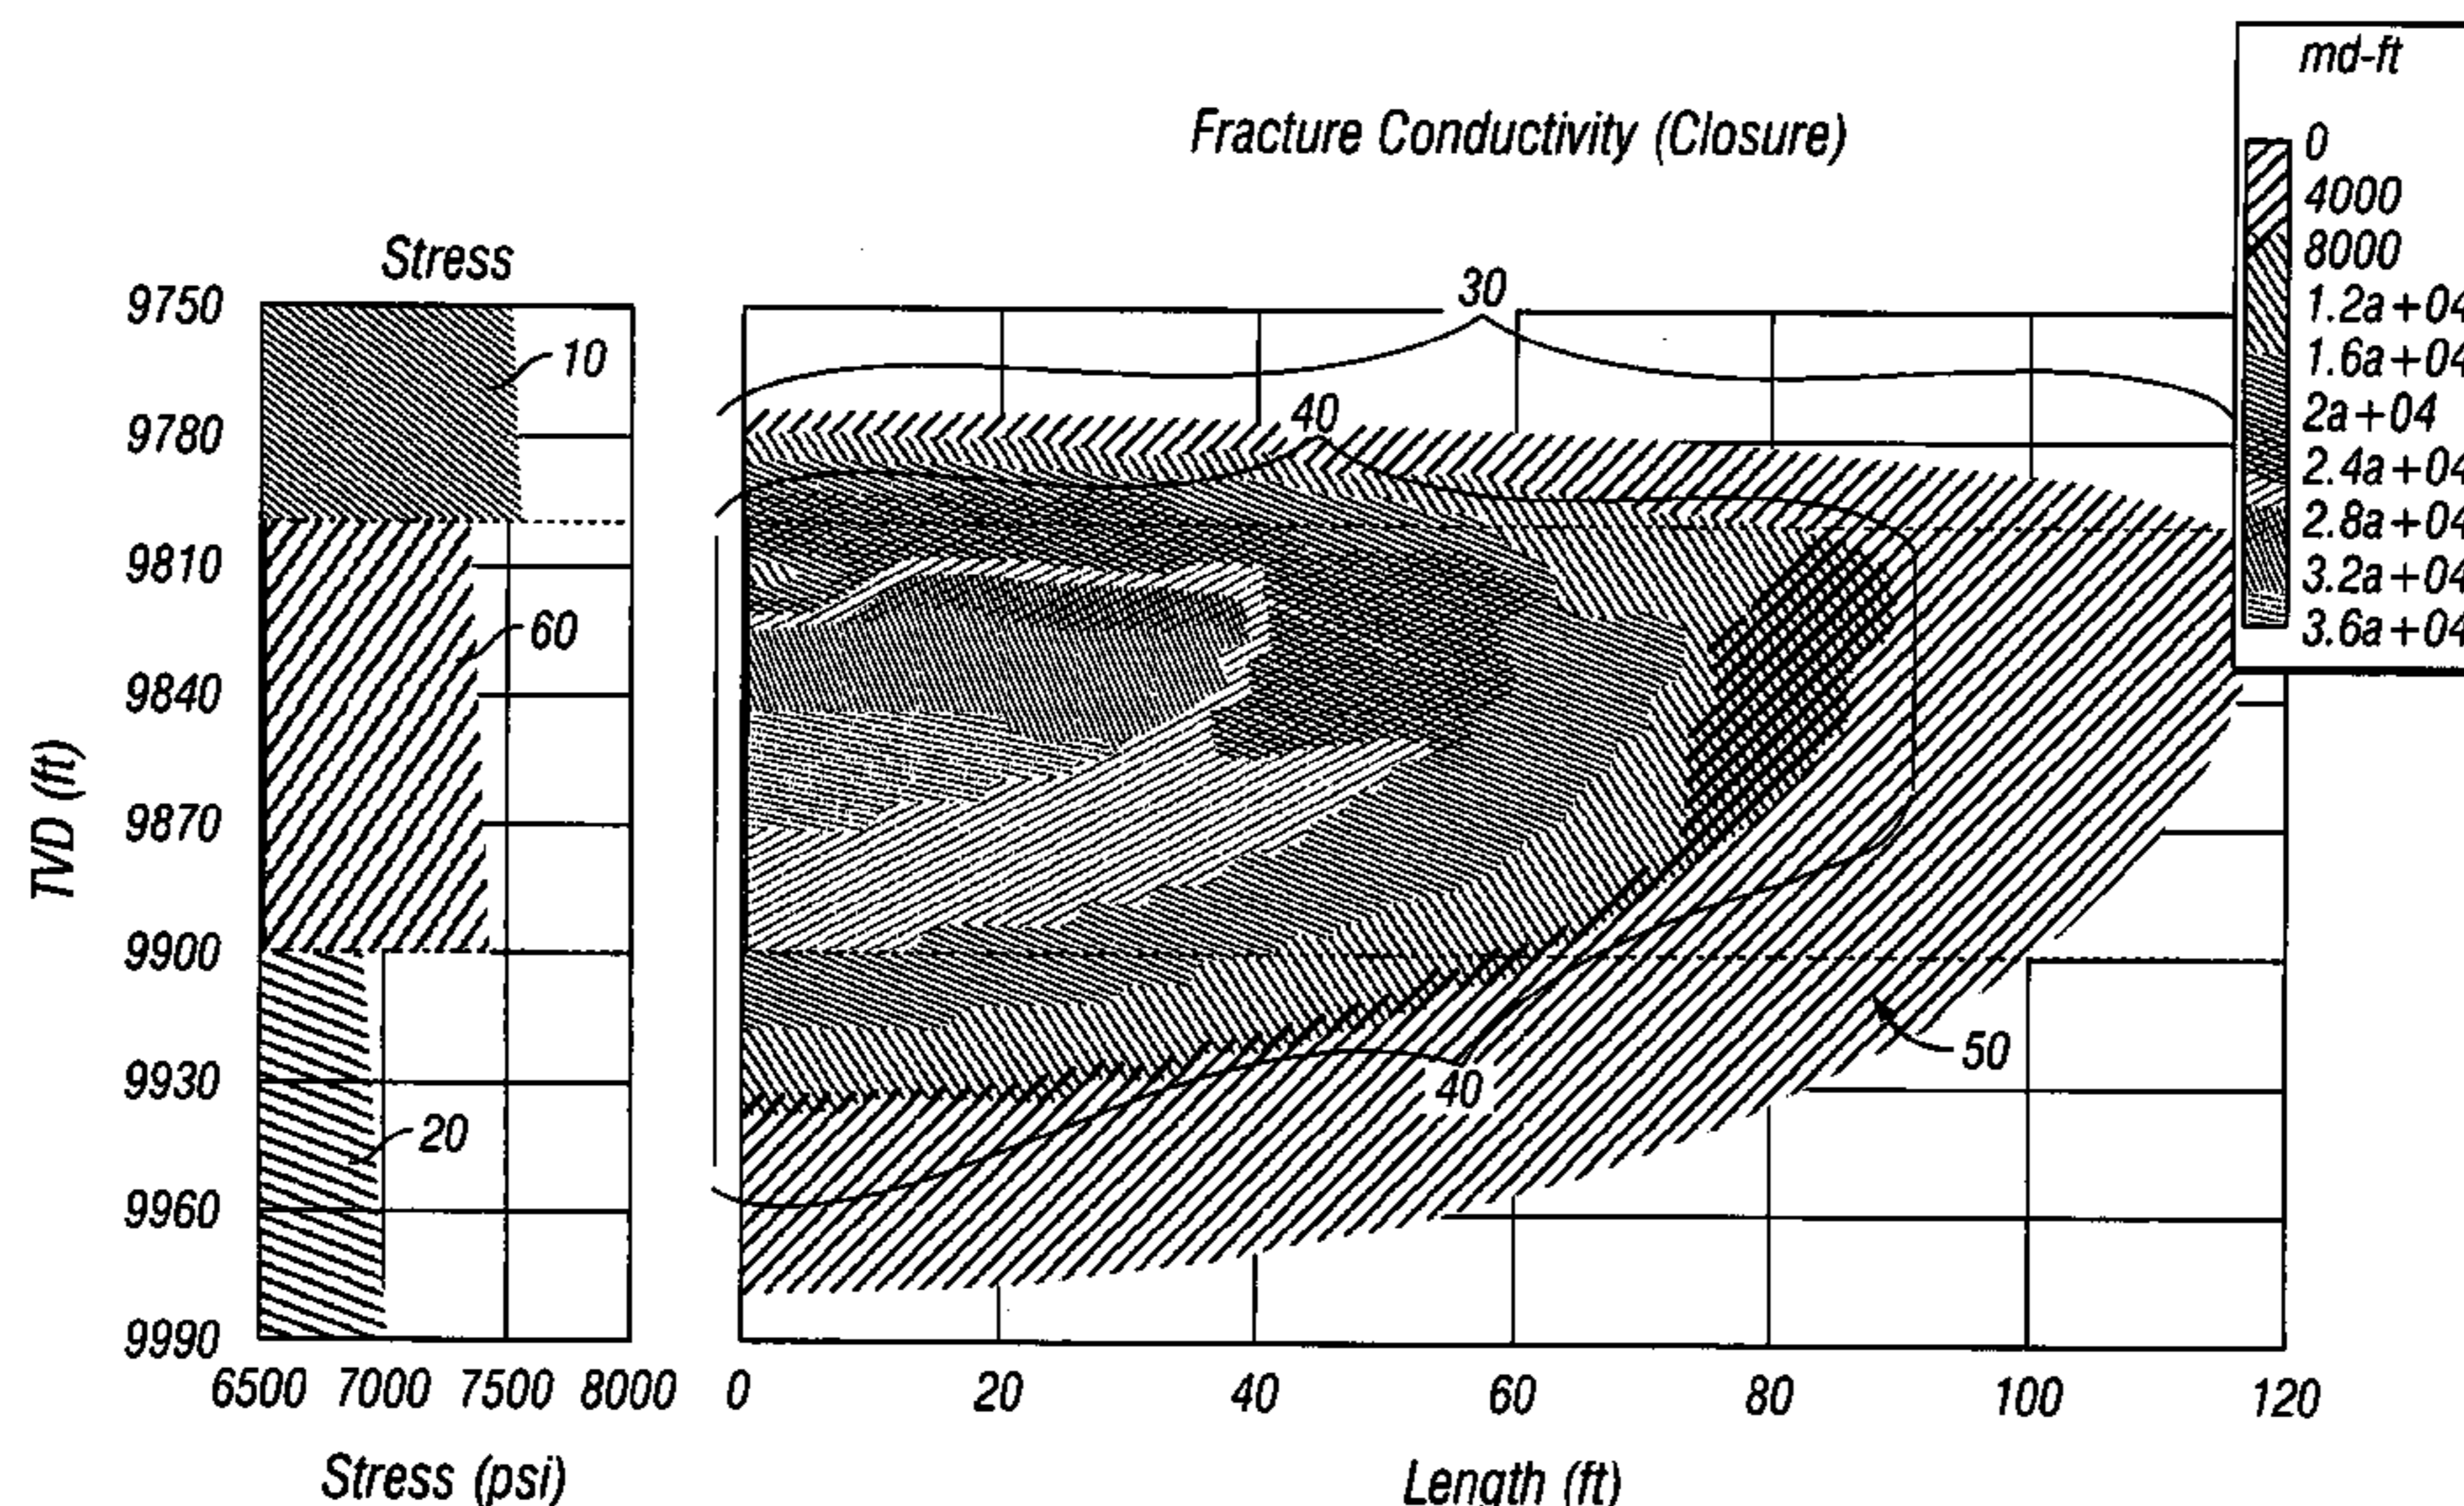 md-ft
Fracture Conductivity (Closure)
0
4000
8000
1.2a+04
1.6a+04
2a+04
2.4a+04
2.8a+04
3.2a+04
3.6a+04
Stress
9750
9780
9810
9840
9870
9900
9930
9960
9990
TVD (ft)
10
60
20
30
40
40
50
6500 7000 7500 8000
0 20 40 60 80 100 120
Stress (psi)
Length (ft)